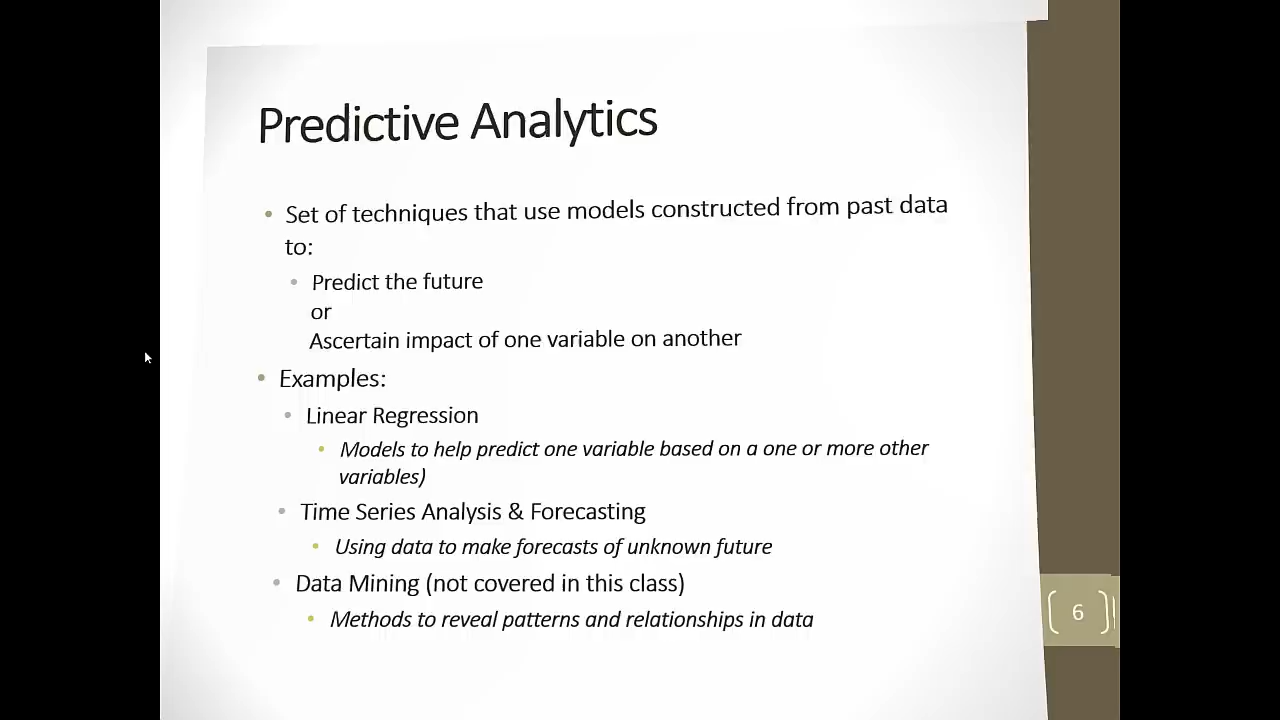 Predictive Analytics
Set of techniques that use models constructed from past data
to:
Predict the future
or
Ascertain impact of one variable on another
Examples:
Linear Regression
Models to help predict one variable based on a one or more other
variables)
Time Series Analysis & Forecasting
Using data to make forecasts of unknown future
Data Mining (not covered in this class)
Methods to reveal patterns and relationships in data
6